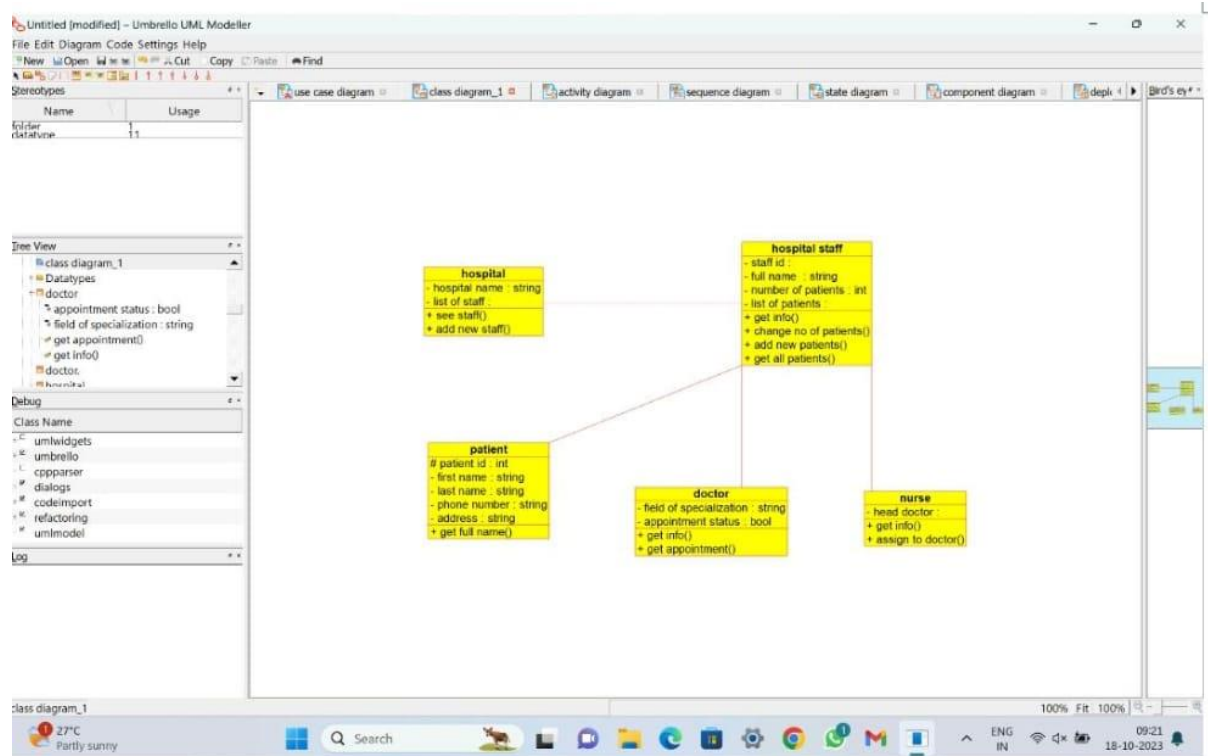 Untitled [modified] – Umbrello UML Modeller
File Edit Diagram Code Settings Help
New Open Cut Copy Paste Find
Stereotypes
Name Usage
folder 1
datatype 11
use case diagram class diagram_1 activity diagram sequence diagram state diagram component diagram depl
Bird's ey
Tree View
class diagram_1
Datatypes
doctor
appointment status : bool
field of specialization : string
get appointment()
get info()
doctor.
hospital
Debug
Class Name
umlwidgets
umbrello
cppparser
dialogs
codeimport
refactoring
umlmodel
Log
hospital
- hospital name : string
- list of staff :
+ see staff()
+ add new staff()
hospital staff
- staff id :
- full name : string
- number of patients : int
- list of patients :
+ get info()
+ change no of patients()
+ add new patients()
+ get all patients()
patient
# patient id : int
- first name : string
- last name : string
- phone number : string
- address : string
+ get full name()
doctor
- field of specialization : string
- appointment status : bool
+ get info()
+ get appointment()
nurse
- head doctor :
+ get info()
+ assign to doctor()
class diagram_1
100% Fit 100%
1
27°C
Partly sunny
Search
ENG
IN
09:21
18-10-2023